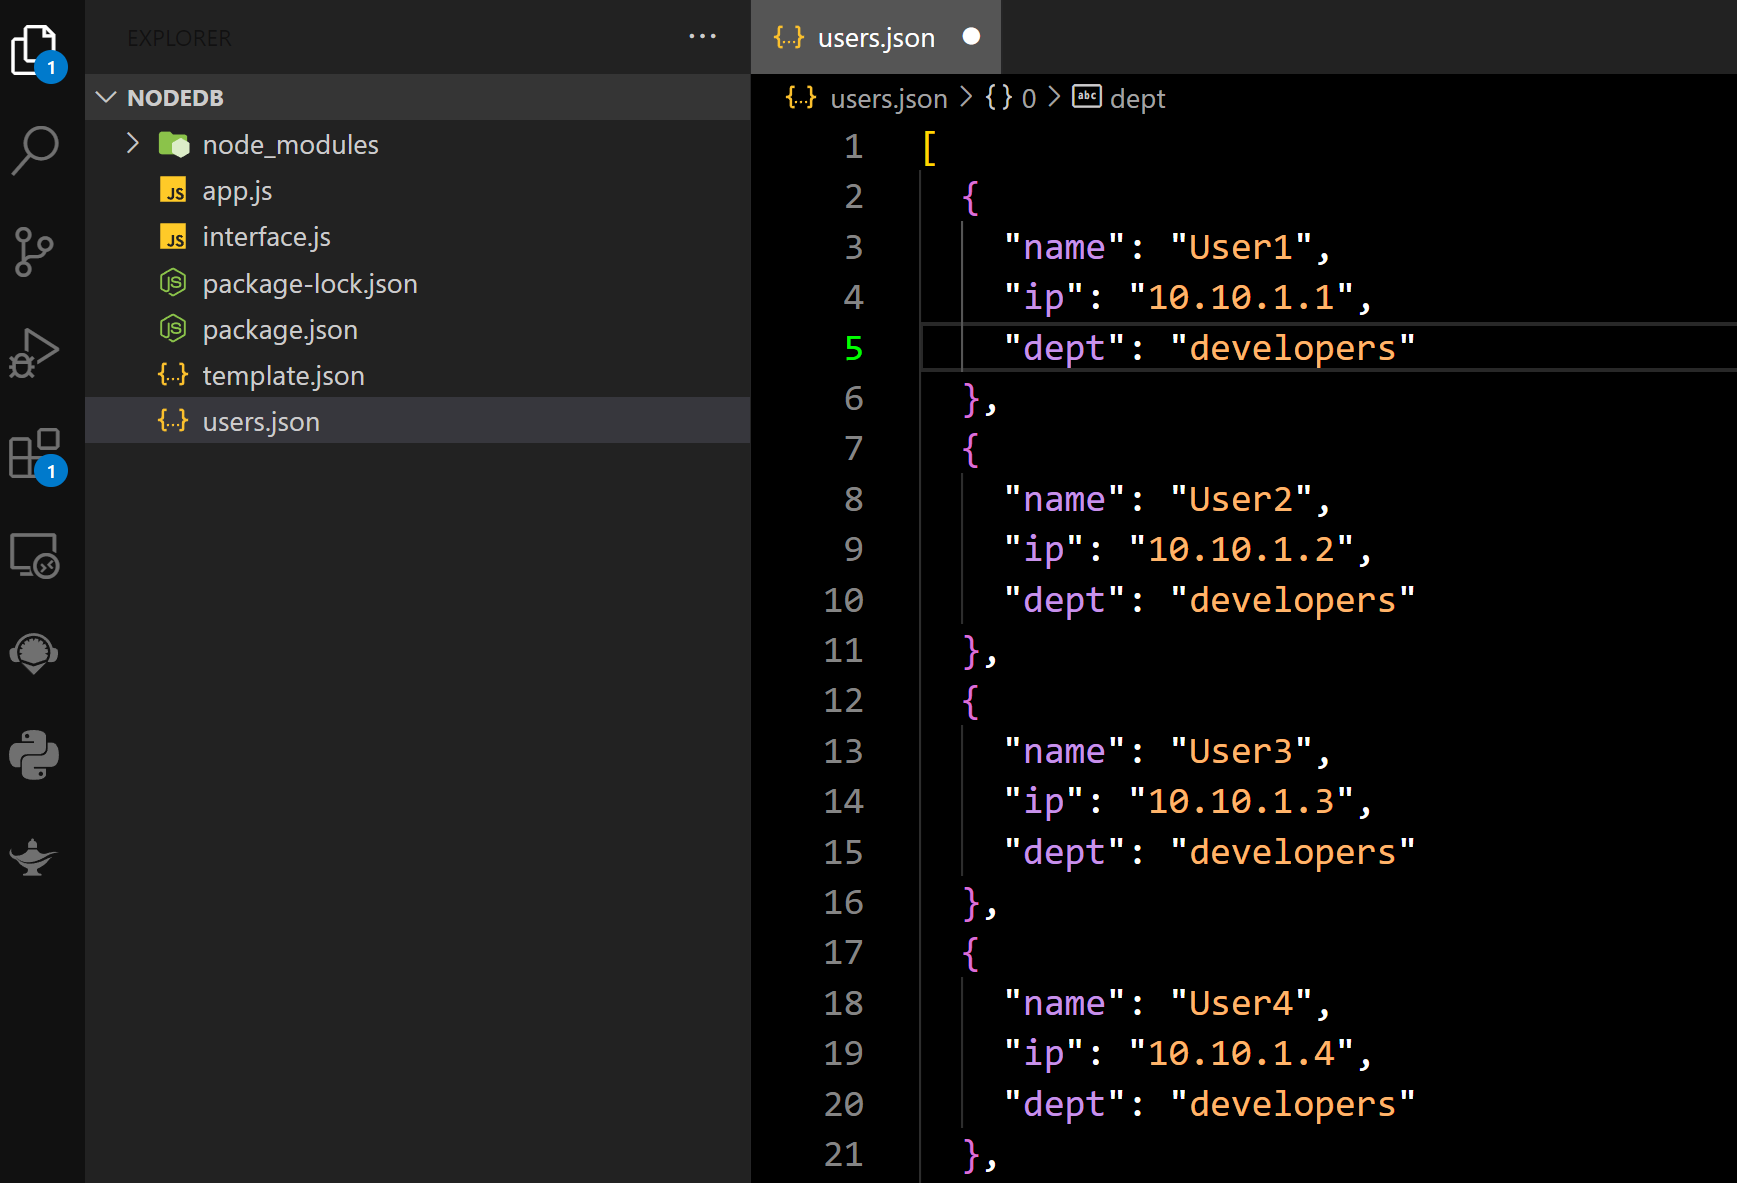 EXPLORER
NODEDB
node_modules
app.js
interface.js
package-lock.json
package.json
template.json
users.json
1
1
users.json
users.json > {} 0 > abc dept
1 [
2 {
3 "name": "User1",
4 "ip": "10.10.1.1",
5 "dept": "developers"
6 },
7 {
8 "name": "User2",
9 "ip": "10.10.1.2",
10 "dept": "developers"
11 },
12 {
13 "name": "User3",
14 "ip": "10.10.1.3",
15 "dept": "developers"
16 },
17 {
18 "name": "User4",
19 "ip": "10.10.1.4",
20 "dept": "developers"
21 },